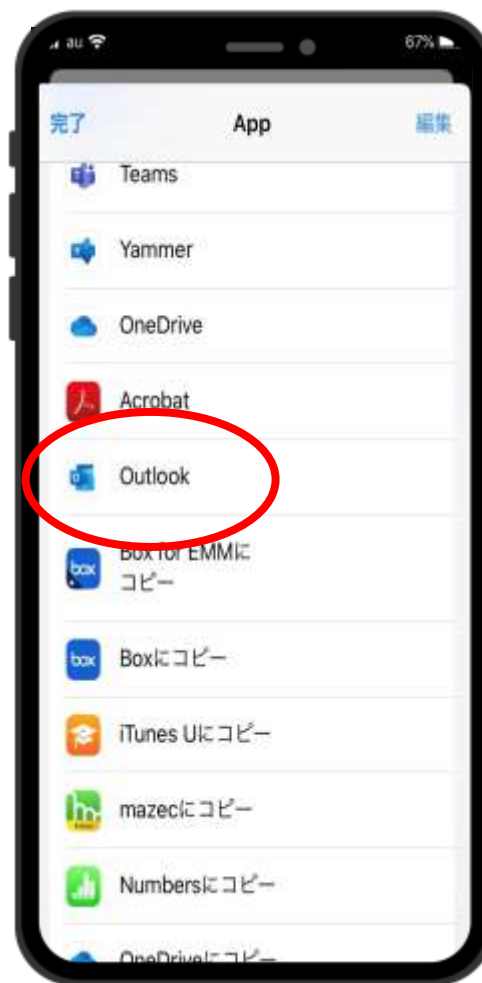 au
67%
完了
App
編集
Teams
Yammer
OneDrive
Acrobat
Outlook
Box for EMMに
コピー
box
box
Boxにコピー
iTunes Uにコピー
mazecにコピー
Numbersにコピー
OneDriveにコピー